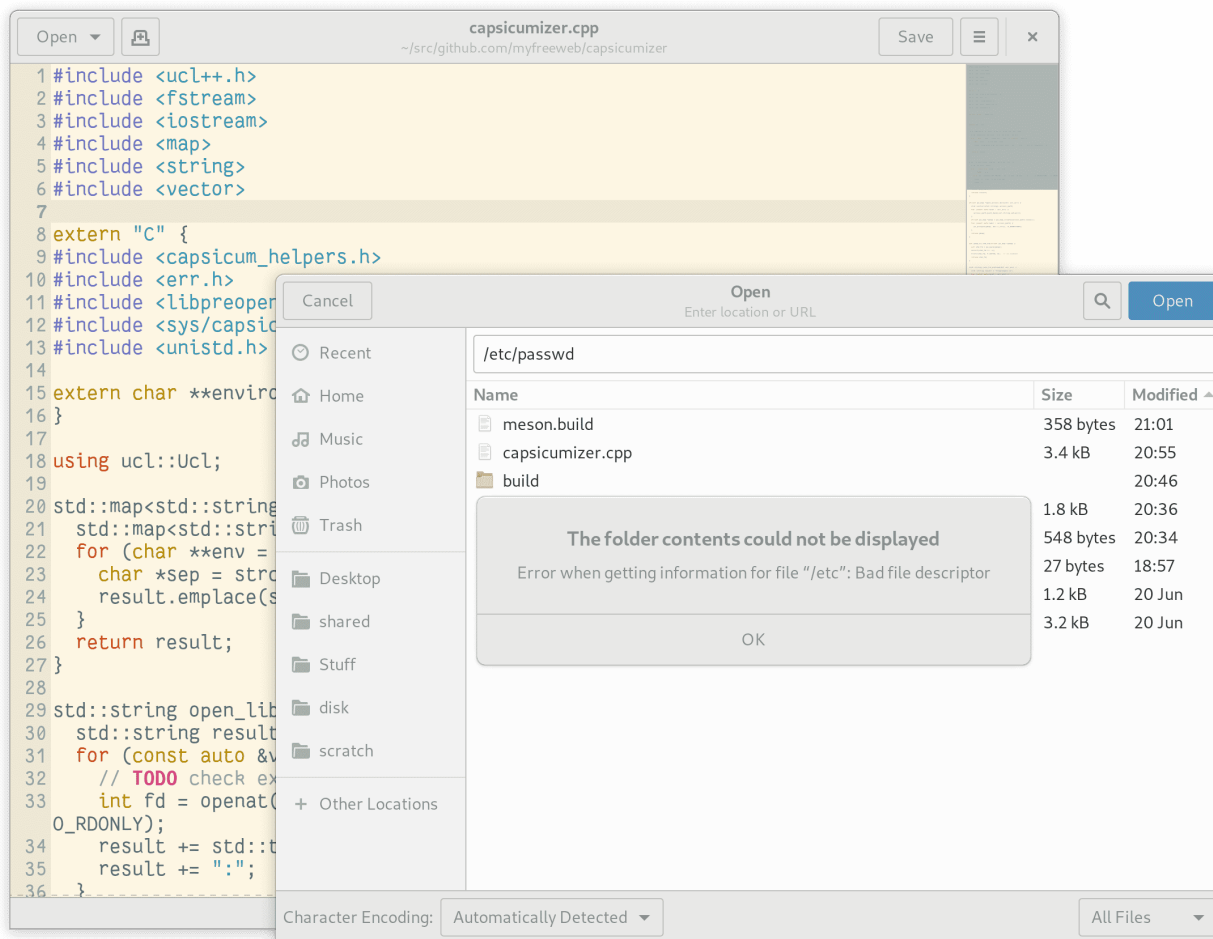 Open
capsicumizer.cpp
~/src/github.com/myfreeweb/capsicumizer
Save
1 #include <ucl++.h>
2 #include <fstream>
3 #include <iostream>
4 #include <map>
5 #include <string>
6 #include <vector>
7
8 extern "C" {
9 #include <capsicum_helpers.h>
10 #include <err.h>
11 #include <libpreoper
12 #include <sys/capsic
13 #include <unistd.h>
14
15 extern char **enviro
16 }
17
18 using ucl::Ucl;
19
20 std::map<std::string
21   std::map<std::stri
22   for (char **env =
23     char *sep = strc
24     result.emplace(s
25   }
26   return result;
27 }
28
29 std::string open_lib
30   std::string result
31   for (const auto &v
32     // TODO check ex
33     int fd = openat(
O_RDONLY);
34     result += std::t
35     result += ":";
36   }
Cancel
Open
Enter location or URL
Open
Recent
Home
Music
Photos
Trash
Desktop
shared
Stuff
disk
scratch
+ Other Locations
/etc/passwd
Name Size Modified
meson.build 358 bytes 21:01
capsicumizer.cpp 3.4 kB 20:55
build 20:46
1.8 kB 20:36
548 bytes 20:34
27 bytes 18:57
1.2 kB 20 Jun
3.2 kB 20 Jun
The folder contents could not be displayed
Error when getting information for file “/etc”: Bad file descriptor
OK
Character Encoding: Automatically Detected
All Files